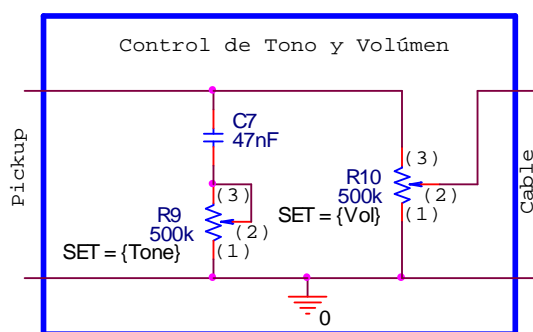 Control de Tono y Volúmen
Pickup
C7
47nF
(3)
R9
500k
(2)
SET = {Tone}
(1)
(3)
R10
500k
(2)
SET = {Vol}
(1)
Cable
0